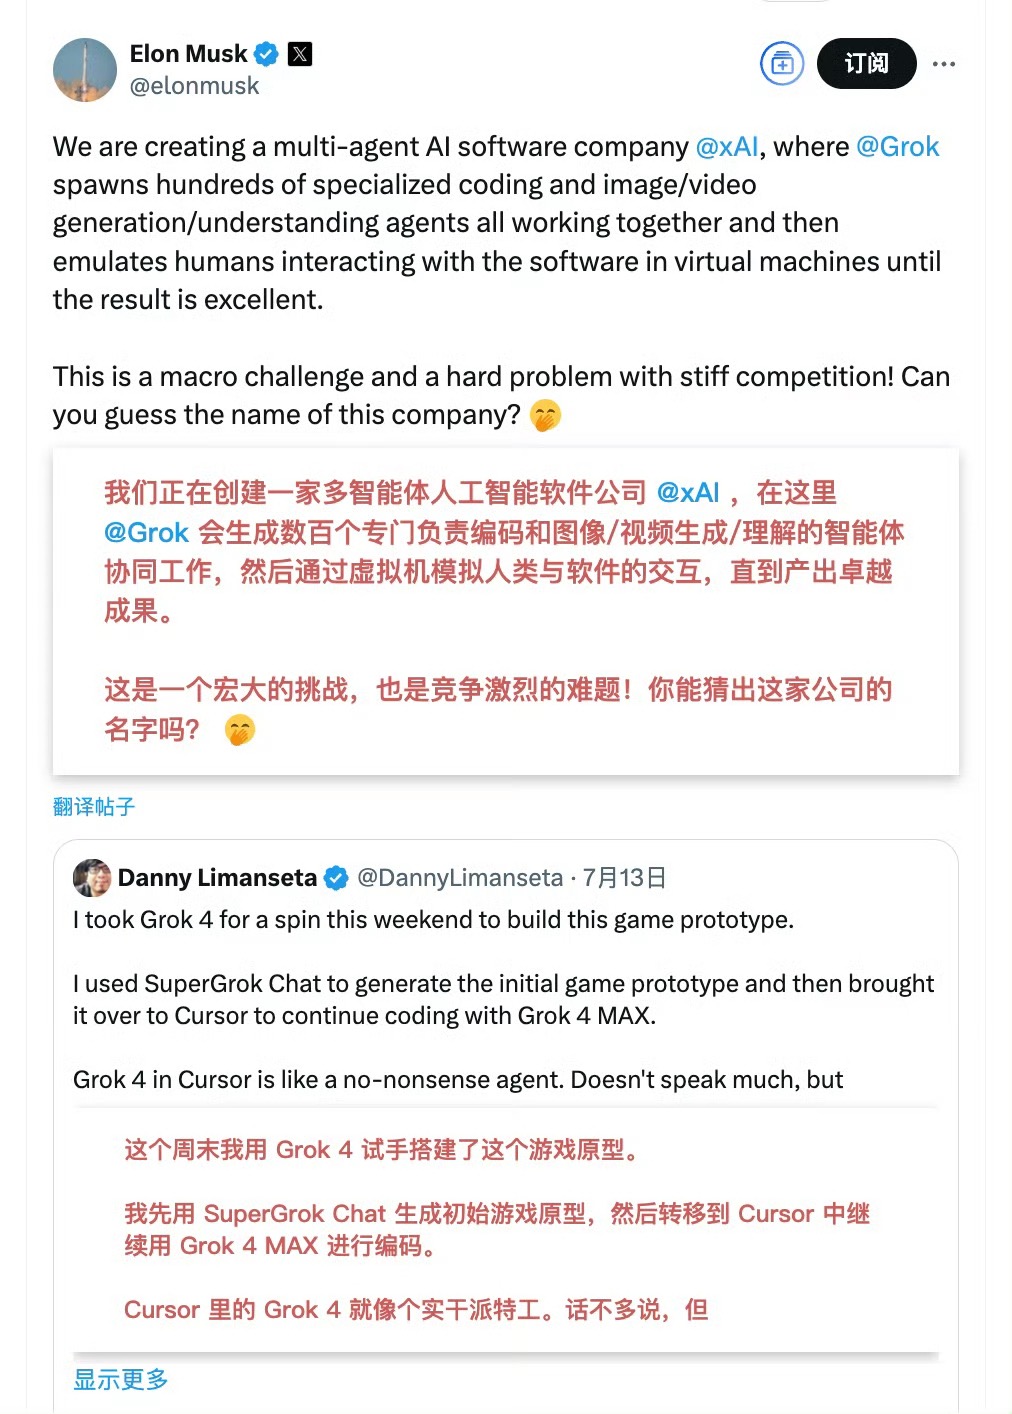 Elon Musk
@elonmusk
订阅
We are creating a multi-agent AI software company @xAI, where @Grok
spawns hundreds of specialized coding and image/video
generation/understanding agents all working together and then
emulates humans interacting with the software in virtual machines until
the result is excellent.
This is a macro challenge and a hard problem with stiff competition! Can
you guess the name of this company? 🤭
我们正在创建一家多智能体人工智能软件公司 @xAI ，在这里
@Grok 会生成数百个专门负责编码和图像/视频生成/理解的智能体
协同工作，然后通过虚拟机模拟人类与软件的交互，直到产出卓越
成果。
这是一个宏大的挑战，也是竞争激烈的难题！你能猜出这家公司的
名字吗？ 🤭
翻译帖子
Danny Limanseta @DannyLimanseta · 7月13日
I took Grok 4 for a spin this weekend to build this game prototype.
I used SuperGrok Chat to generate the initial game prototype and then brought
it over to Cursor to continue coding with Grok 4 MAX.
Grok 4 in Cursor is like a no-nonsense agent. Doesn't speak much, but
这个周末我用 Grok 4 试手搭建了这个游戏原型。
我先用 SuperGrok Chat 生成初始游戏原型，然后转移到 Cursor 中继
续用 Grok 4 MAX 进行编码。
Cursor 里的 Grok 4 就像个实干派特工。话不多说，但
显示更多